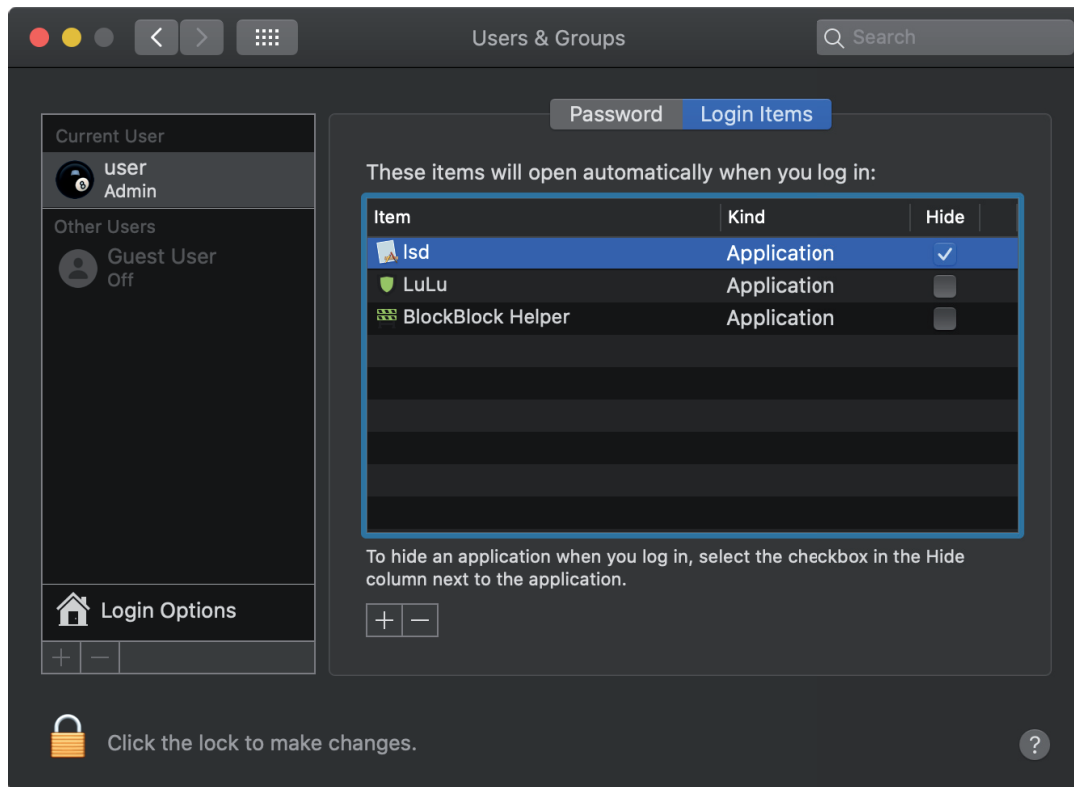 Users & Groups
Search
Current User
user
Admin
Other Users
Guest User
Off
Login Options
Password
Login Items
These items will open automatically when you log in:
Item Kind Hide
lsd Application
LuLu Application
BlockBlock Helper Application
To hide an application when you log in, select the checkbox in the Hide
column next to the application.
Click the lock to make changes.
?